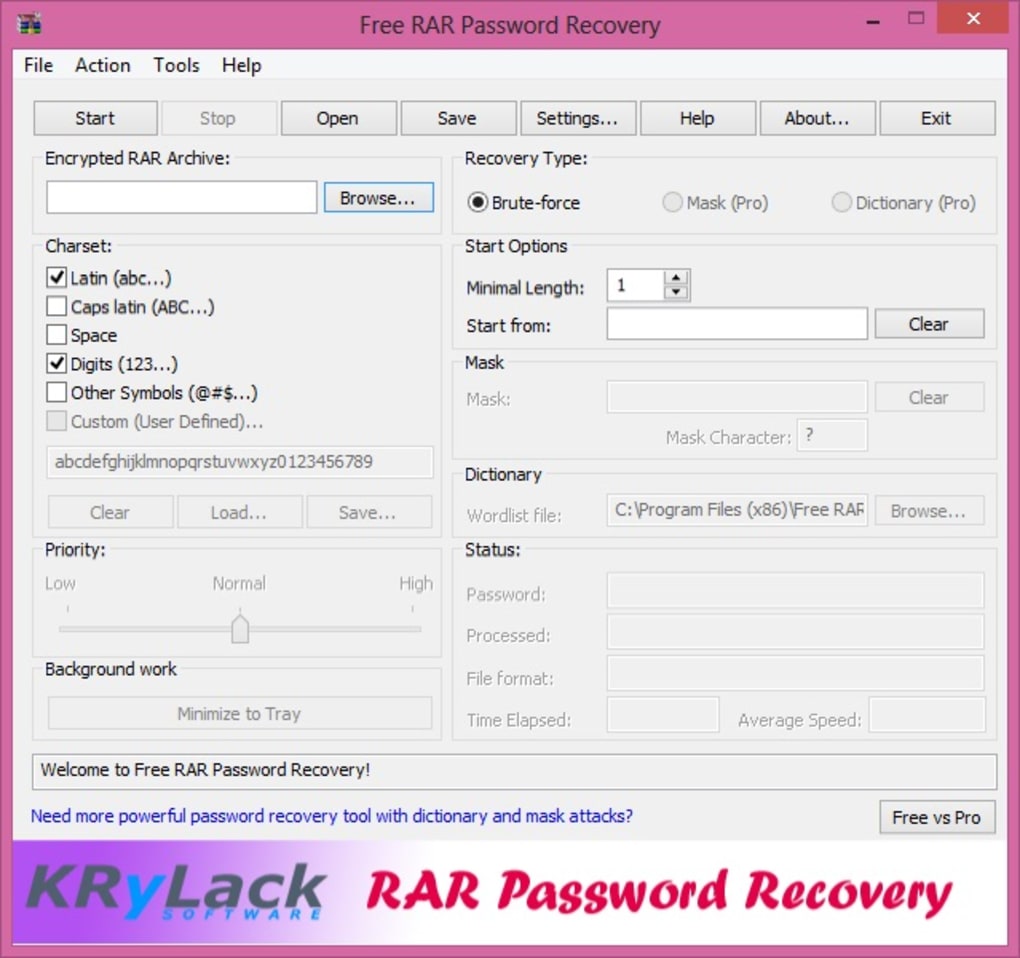 Free RAR Password Recovery
File Action Tools Help
Start Stop Open Save Settings... Help About... Exit
Encrypted RAR Archive:
Browse...
Recovery Type:
Brute-force Mask (Pro) Dictionary (Pro)
Charset:
Latin (abc...)
Caps latin (ABC...)
Space
Digits (123...)
Other Symbols (@#$...)
Custom (User Defined)...
abcdefghijklmnopqrstuvwxyz0123456789
Clear Load... Save...
Start Options
Minimal Length: 1
Start from: Clear
Mask
Mask: Clear
Mask Character: ?
Dictionary
Wordlist file: C:\Program Files (x86)\Free RAR Browse...
Priority:
Low Normal High
Background work
Minimize to Tray
Status:
Password:
Processed:
File format:
Time Elapsed: Average Speed:
Welcome to Free RAR Password Recovery!
Need more powerful password recovery tool with dictionary and mask attacks? Free vs Pro
KRyLack
SOFTWARE
RAR Password Recovery